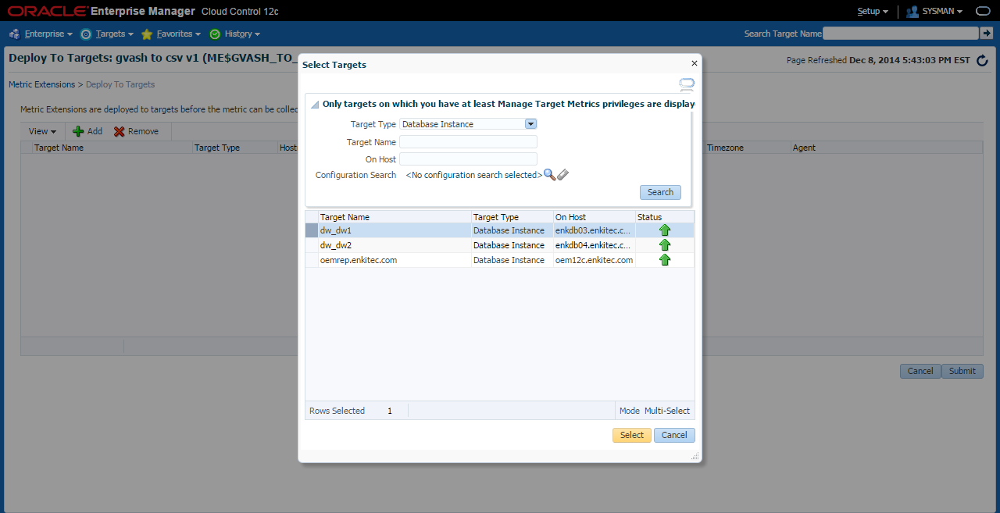 ORACLE Enterprise Manager Cloud Control 12c Setup SYSMAN
Enterprise Targets Favorites History Search Target Name
Deploy To Targets: gvash to csv v1 (ME$GVASH_TO_ Page Refreshed Dec 8, 2014 5:43:03 PM EST
Metric Extensions > Deploy To Targets
Metric Extensions are deployed to targets before the metric can be collec
View Add Remove
Target Name Target Type Host Timezone Agent
Cancel Submit
Select Targets
Only targets on which you have at least Manage Target Metrics privileges are display
Target Type Database Instance
Target Name
On Host
Configuration Search <No configuration search selected>
Search
Target Name Target Type On Host Status
dw_dw1 Database Instance enkdb03.enkitec.c...
dw_dw2 Database Instance enkdb04.enkitec.c...
oemrep.enkitec.com Database Instance oem12c.enkitec.com
Rows Selected 1 Mode Multi-Select
Select Cancel